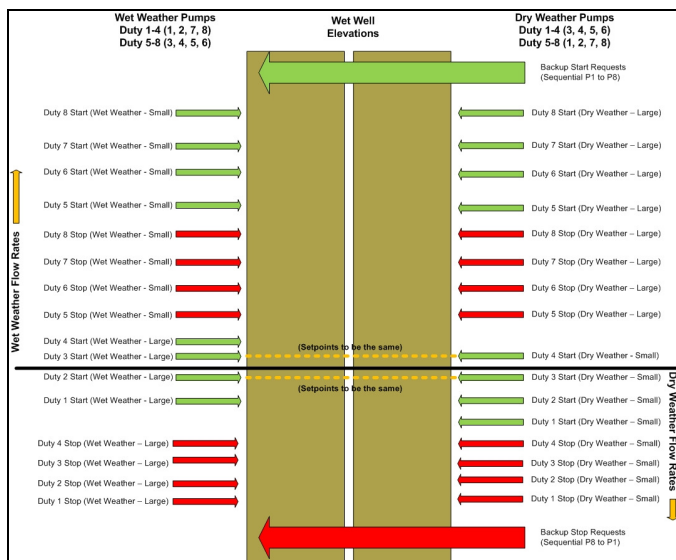 Wet Weather Pumps
Duty 1-4 (1, 2, 7, 8)
Duty 5-8 (3, 4, 5, 6)
Wet Well
Elevations
Dry Weather Pumps
Duty 1-4 (3, 4, 5, 6)
Duty 5-8 (1, 2, 7, 8)
Backup Start Requests
(Sequential P1 to P8)
Duty 8 Start (Wet Weather - Small)
Duty 8 Start (Dry Weather – Large)
Duty 7 Start (Wet Weather - Small)
Duty 7 Start (Dry Weather – Large)
Duty 6 Start (Wet Weather - Small)
Duty 6 Start (Dry Weather – Large)
Duty 5 Start (Wet Weather - Small)
Duty 5 Start (Dry Weather – Large)
Duty 8 Stop (Wet Weather - Small)
Duty 8 Stop (Dry Weather – Large)
Duty 7 Stop (Wet Weather - Small)
Duty 7 Stop (Dry Weather – Large)
Duty 6 Stop (Wet Weather - Small)
Duty 6 Stop (Dry Weather – Large)
Duty 5 Stop (Wet Weather - Small)
Duty 5 Stop (Dry Weather – Large)
Wet Weather Flow Rates
Duty 4 Start (Wet Weather - Large)
(Setpoints to be the same)
Duty 3 Start (Wet Weather - Large)
Duty 4 Start (Dry Weather - Small)
Duty 2 Start (Wet Weather - Large)
Duty 3 Start (Dry Weather – Small)
(Setpoints to be the same)
Duty 1 Start (Wet Weather - Large)
Duty 2 Start (Dry Weather – Small)
Duty 1 Start (Dry Weather – Small)
Duty 4 Stop (Wet Weather – Large)
Duty 4 Stop (Dry Weather – Small)
Duty 3 Stop (Wet Weather – Large)
Duty 3 Stop (Dry Weather – Small)
Duty 2 Stop (Wet Weather – Large)
Duty 2 Stop (Dry Weather – Small)
Duty 1 Stop (Wet Weather – Large)
Duty 1 Stop (Dry Weather – Small)
Dry Weather Flow Rates
Backup Stop Requests
(Sequential P8 to P1)